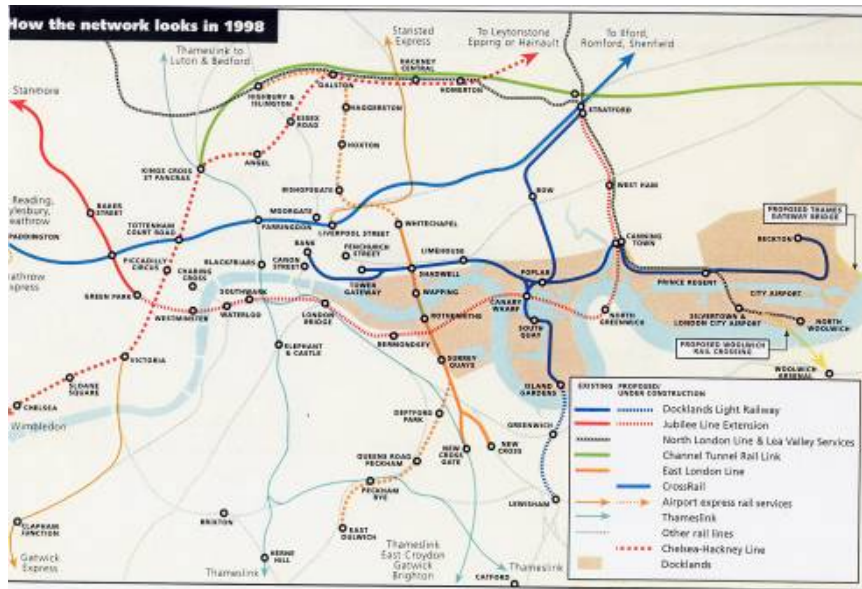 How the network looks in 1998
Thameslink to
Luton & Bedford
Stansted
Express
To Leytonstone
Epping or Hainault
To Ilford,
Romford, Shenfield
Stanmore
HACKNEY
CENTRAL
DALSTON
HOMERTON
HIGHBURY &
ISLINGTON
HAGGERSTON
ESSEX
ROAD
STRATFORD
HOXTON
ANGEL
KINGS CROSS
ST PANCRAS
BISHOPSGATE
BOW
WEST HAM
BAKER
STREET
Reading,
PADDINGTON
TOTTENHAM
COURT ROAD
MOORGATE
FARRINGDON
LIVERPOOL STREET
WHITECHAPEL
PROPOSED THAMES
GATEWAY BRIDGE
BECKTON
CANNING
TOWN
BANK
FENCHURCH
STREET
LIMEHOUSE
PICCADILLY
CIRCUS
CHARING
CROSS
BLACKFRIARS
SHADWELL
TOWER
GATEWAY
POPLAR
PRINCE REGENT
CITY AIRPORT
GREEN PARK
SOUTHWARK
WAPPING
CANARY
WHARF
WESTMINSTER
WATERLOO
LONDON
BRIDGE
SOUTH
QUAY
NORTH
GREENWICH
SILVERTOWN &
LONDON CITY AIRPORT
NORTH
WOOLWICH
BERMONDSEY
PROPOSED WOOLWICH
RAIL CROSSING
VICTORIA
ELEPHANT
& CASTLE
SURREY
QUAYS
WOOLWICH
ARSENAL
SLOANE
SQUARE
ISLAND
GARDENS
CHELSEA
Wimbledon
DEPTFORD
PARK
GREENWICH
QUEENS ROAD
PECKHAM
NEW
CROSS
GATE
NEW
CROSS
PECKHAM
RYE
LEWISHAM
BRIXTON
EAST
DULWICH
CLAPHAM
JUNCTION
HERNE
HILL
Gatwick
Express
Thameslink
Thameslink
East Croydon
Gatwick
Brighton
CATFORD
Thameslink
EXISTING PROPOSED/
UNDER CONSTRUCTION
Docklands Light Railway
Jubilee Line Extension
North London Line & Lea Valley Services
Channel Tunnel Rail Link
East London Line
CrossRail
Airport express rail services
Thameslink
Other rail lines
Chelsea-Hackney Line
Docklands